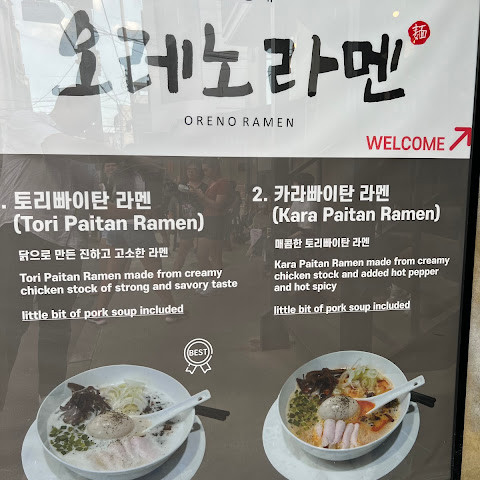 오레노라멘
麺
ORENO RAMEN
WELCOME
1. 토리빠이탄 라멘
(Tori Paitan Ramen)
닭으로 만든 진하고 고소한 라멘
Tori Paitan Ramen made from creamy
chicken stock of strong and savory taste
little bit of pork soup included
BEST
2. 카라빠이탄 라멘
(Kara Paitan Ramen)
매콤한 토리빠이탄 라멘
Kara Paitan Ramen made from creamy
chicken stock and added hot pepper
and hot spicy
little bit of pork soup included